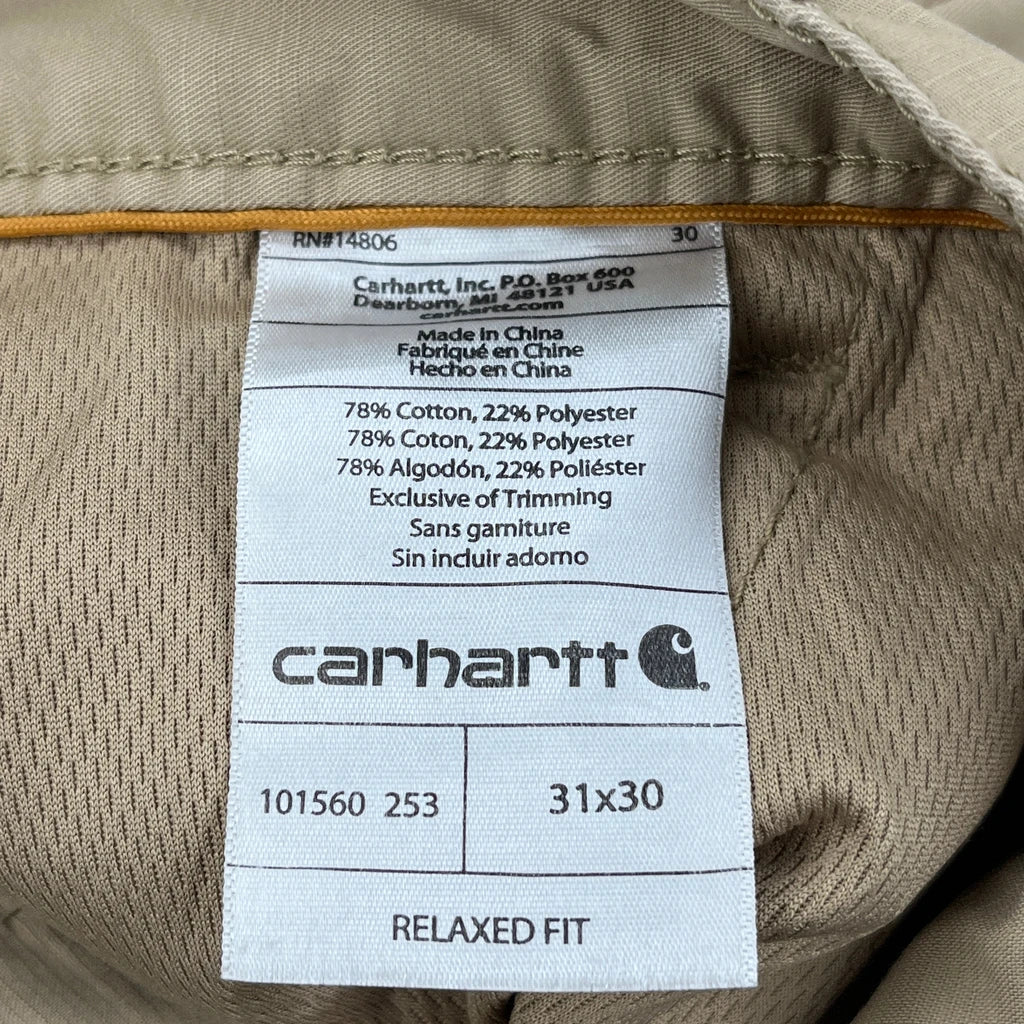 RN#14806 30
Carhartt, Inc. P.O. Box 600
Dearborn, MI 48121 USA
carhartt.com
Made in China
Fabriqué en Chine
Hecho en China
78% Cotton, 22% Polyester
78% Coton, 22% Polyester
78% Algodón, 22% Poliéster
Exclusive of Trimming
Sans garniture
Sin incluir adorno
carhartt
101560 253 31x30
RELAXED FIT